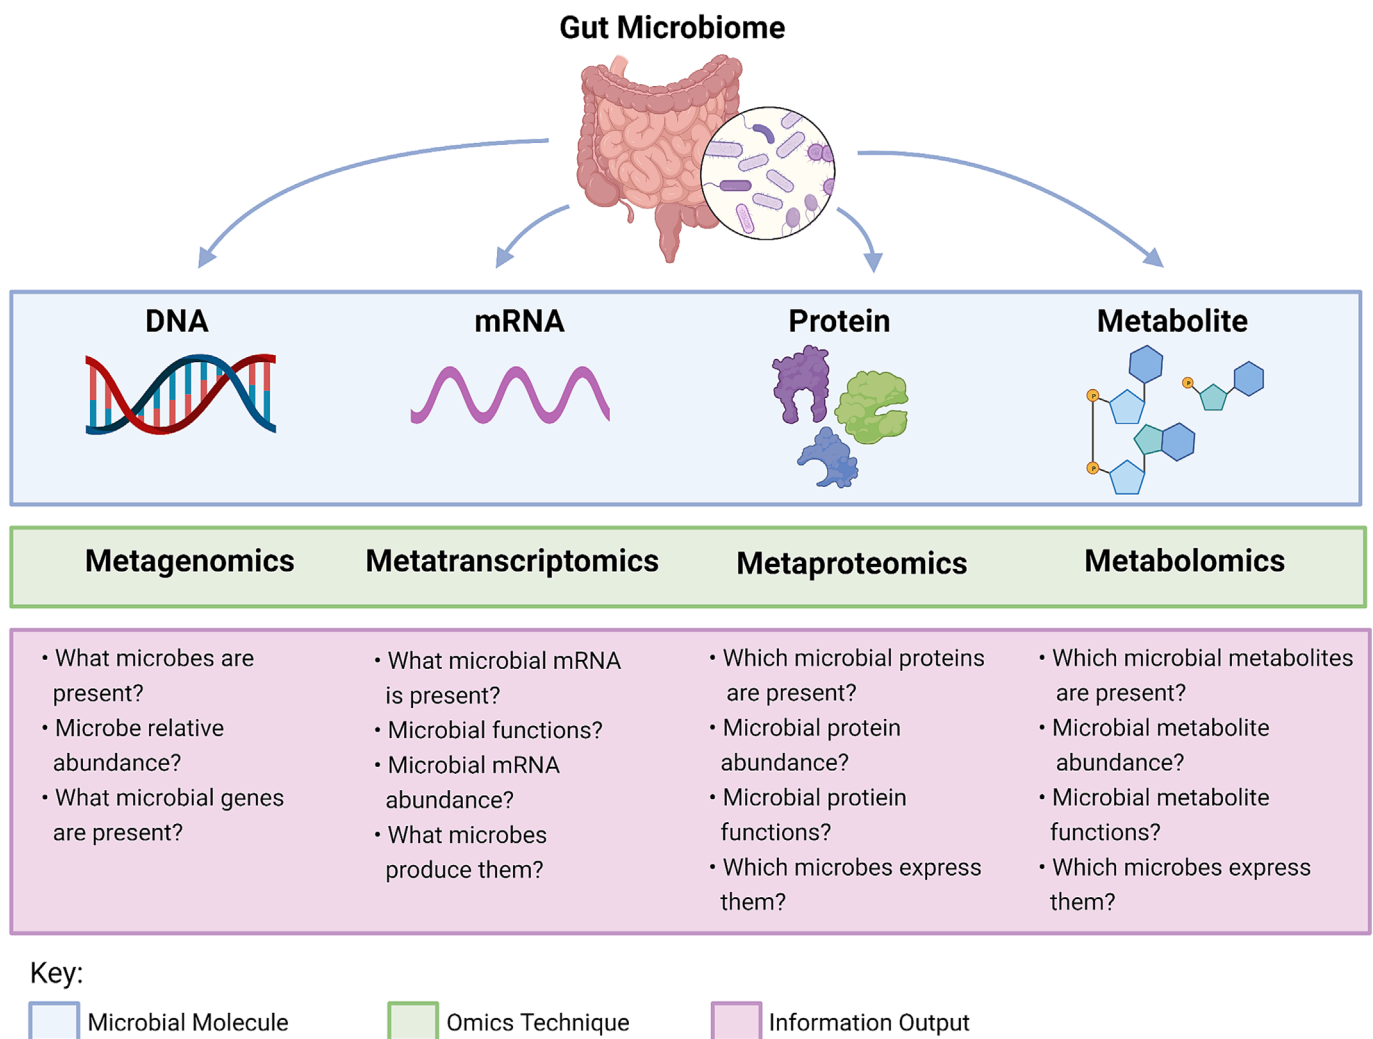 Gut Microbiome
DNA
mRNA
Protein
Metabolite
P
P
P
Metagenomics
Metatranscriptomics
Metaproteomics
Metabolomics
• What microbes are
present?
• Microbe relative
abundance?
• What microbial genes
are present?
• What microbial mRNA
is present?
• Microbial functions?
• Microbial mRNA
abundance?
• What microbes
produce them?
• Which microbial proteins
are present?
• Microbial protein
abundance?
• Microbial protiein
functions?
• Which microbes express
them?
• Which microbial metabolites
are present?
• Microbial metabolite
abundance?
• Microbial metabolite
functions?
• Which microbes express
them?
Key:
Microbial Molecule
Omics Technique
Information Output